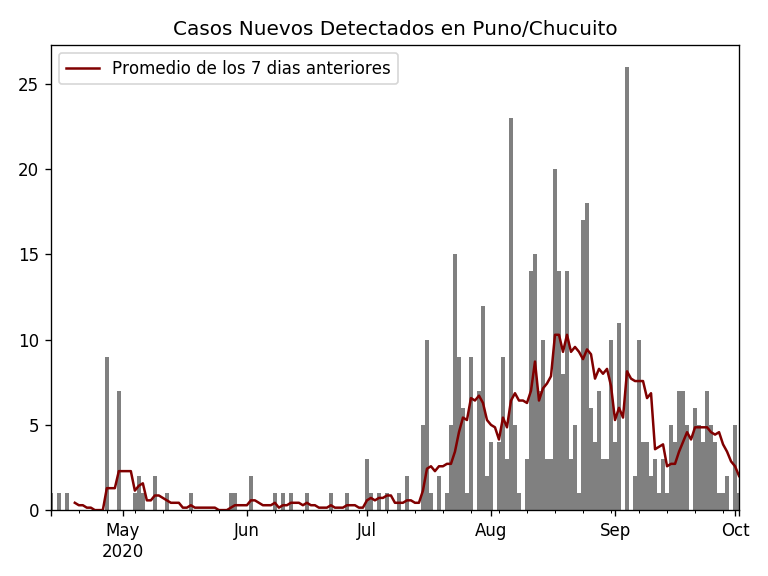 Casos Nuevos Detectados en Puno/Chucuito
Promedio de los 7 dias anteriores
25
20
15
10
5
0
May Jun Jul Aug Sep Oct
2020